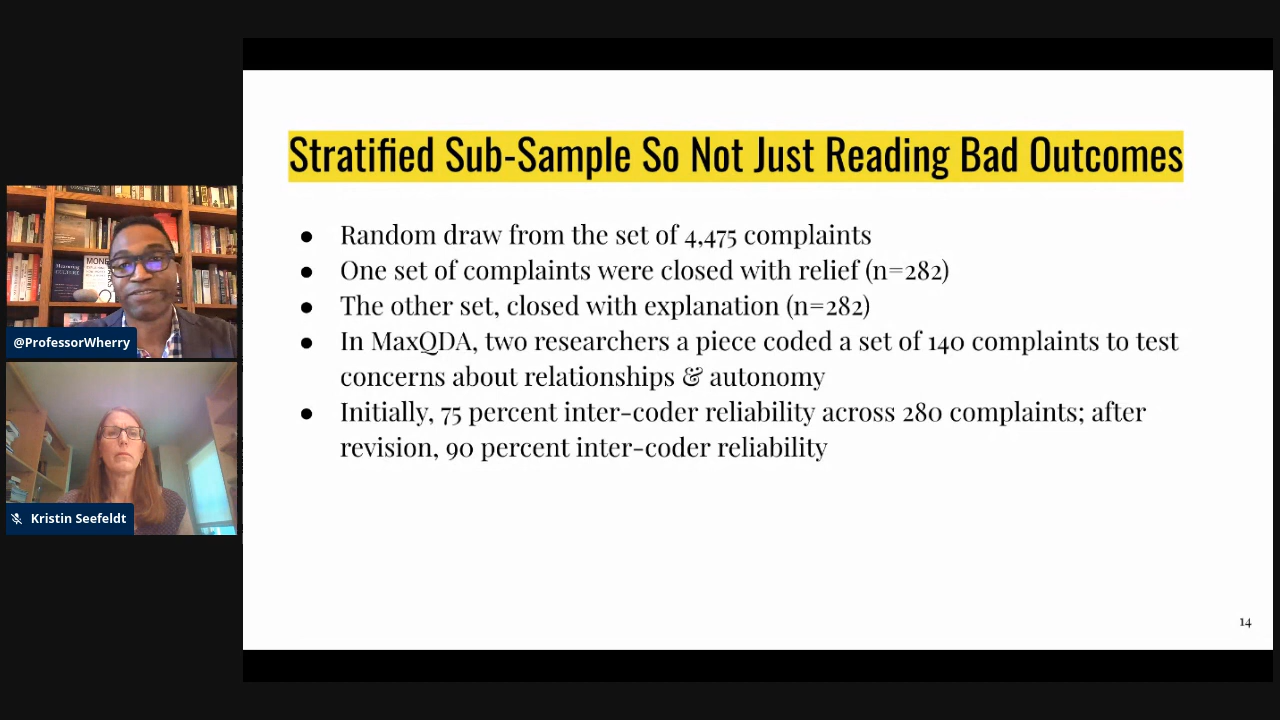 Stratified Sub-Sample So Not Just Reading Bad Outcomes
● Random draw from the set of 4,475 complaints
● One set of complaints were closed with relief (n=282)
● The other set, closed with explanation (n=282)
● In MaxQDA, two researchers a piece coded a set of 140 complaints to test
concerns about relationships & autonomy
● Initially, 75 percent inter-coder reliability across 280 complaints; after
revision, 90 percent inter-coder reliability
14
@ProfessorWherry
Kristin Seefeldt